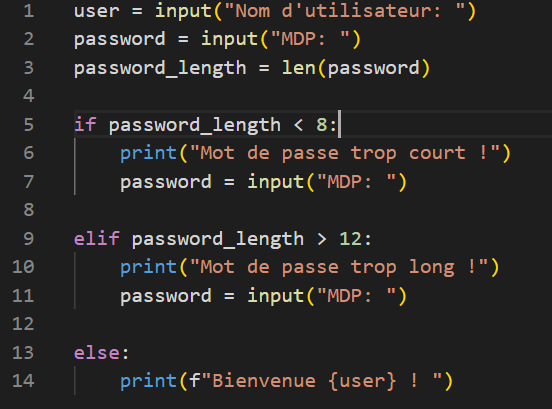 1 user = input("Nom d'utilisateur: ")
2 password = input("MDP: ")
3 password_length = len(password)
4
5 if password_length < 8:
6     print("Mot de passe trop court !")
7     password = input("MDP: ")
8
9 elif password_length > 12:
10     print("Mot de passe trop long !")
11     password = input("MDP: ")
12
13 else:
14     print(f"Bienvenue {user} ! ")